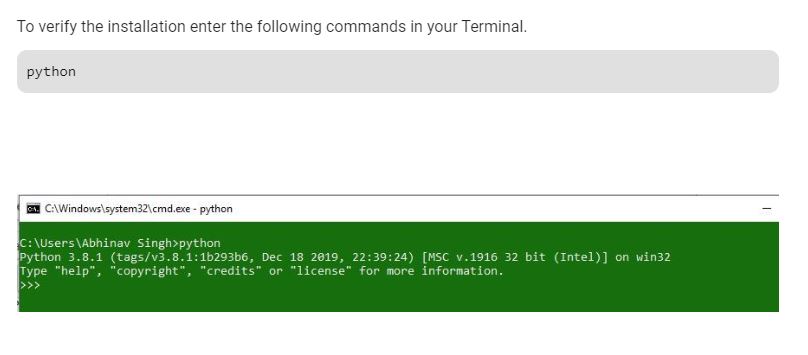 To verify the installation enter the following commands in your Terminal.
python
C:\Windows\system32\cmd.exe - python
C:\Users\Abhinav Singh>python
Python 3.8.1 (tags/v3.8.1:1b293b6, Dec 18 2019, 22:39:24) [MSC v.1916 32 bit (Intel)] on win32
Type "help", "copyright", "credits" or "license" for more information.
>>>